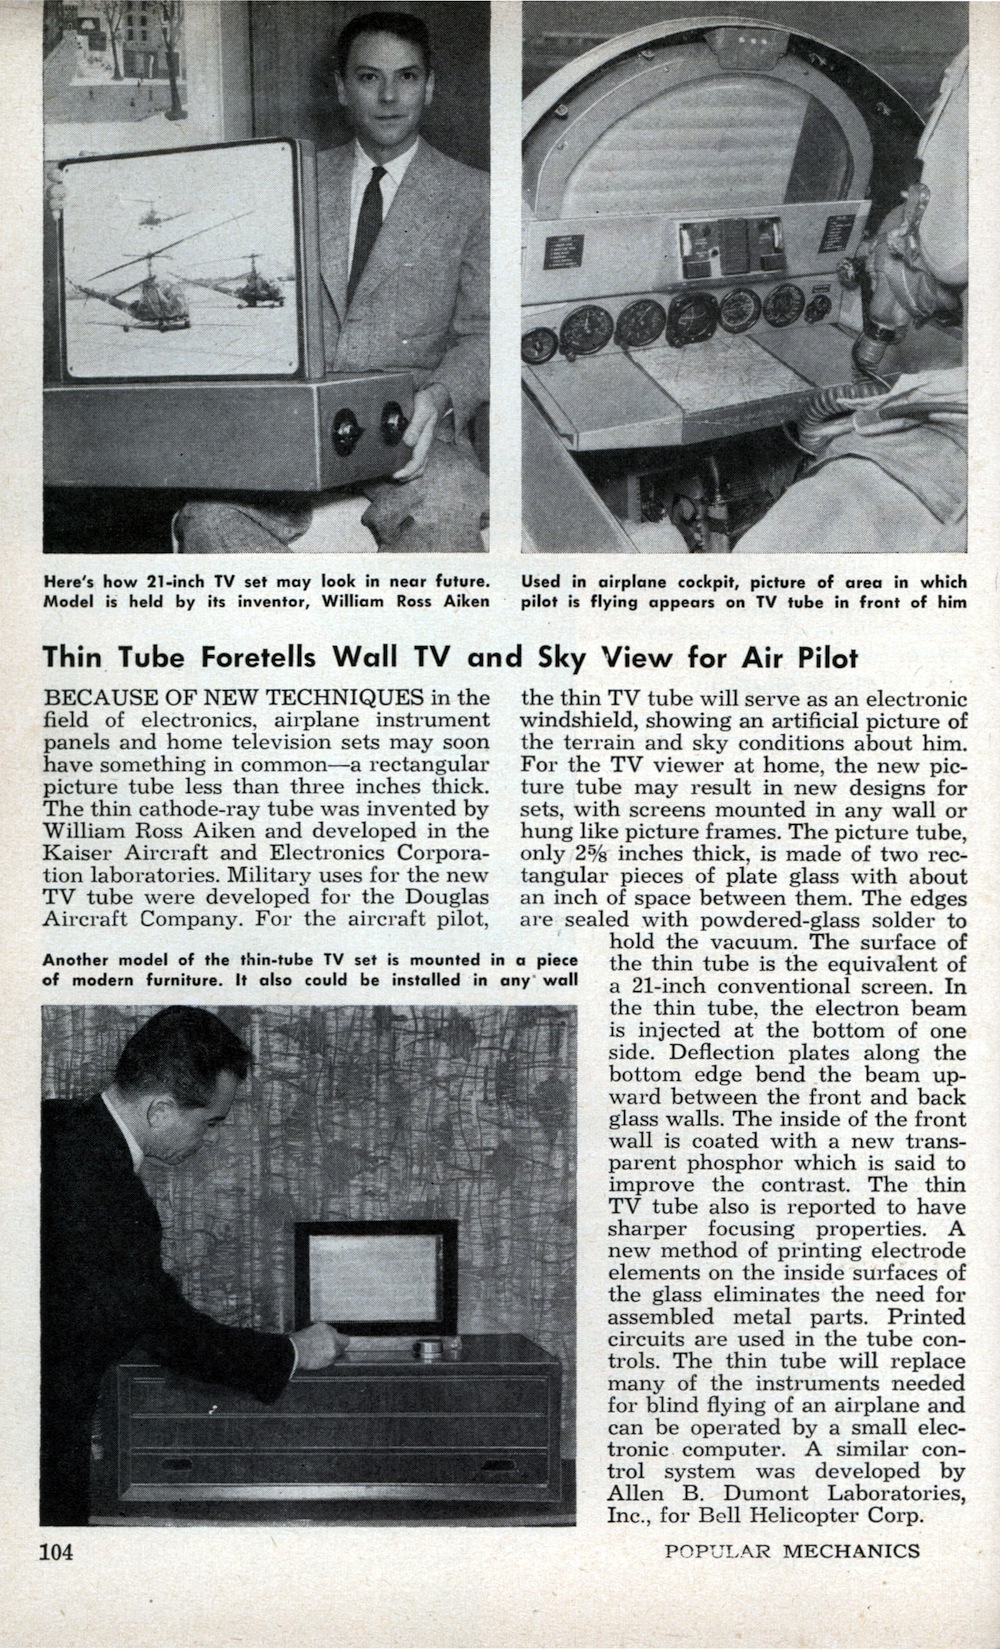 Here's how 21-inch TV set may look in near future.
Model is held by its inventor, William Ross Aiken
Used in airplane cockpit, picture of area in which
pilot is flying appears on TV tube in front of him
Thin Tube Foretells Wall TV and Sky View for Air Pilot
BECAUSE OF NEW TECHNIQUES in the
field of electronics, airplane instrument
panels and home television sets may soon
have something in common—a rectangular
picture tube less than three inches thick.
The thin cathode-ray tube was invented by
William Ross Aiken and developed in the
Kaiser Aircraft and Electronics Corpora-
tion laboratories. Military uses for the new
TV tube were developed for the Douglas
Aircraft Company. For the aircraft pilot,
the thin TV tube will serve as an electronic
windshield, showing an artificial picture of
the terrain and sky conditions about him.
For the TV viewer at home, the new pic-
ture tube may result in new designs for
sets, with screens mounted in any wall or
hung like picture frames. The picture tube,
only 2⅝ inches thick, is made of two rec-
tangular pieces of plate glass with about
an inch of space between them. The edges
are sealed with powdered-glass solder to
hold the vacuum. The surface of
the thin tube is the equivalent of
a 21-inch conventional screen. In
the thin tube, the electron beam
is injected at the bottom of one
side. Deflection plates along the
bottom edge bend the beam up-
ward between the front and back
glass walls. The inside of the front
wall is coated with a new trans-
parent phosphor which is said to
improve the contrast. The thin
TV tube also is reported to have
sharper focusing properties. A
new method of printing electrode
elements on the inside surfaces of
the glass eliminates the need for
assembled metal parts. Printed
circuits are used in the tube con-
trols. The thin tube will replace
many of the instruments needed
for blind flying of an airplane and
can be operated by a small elec-
tronic computer. A similar con-
trol system was developed by
Allen B. Dumont Laboratories,
Inc., for Bell Helicopter Corp.
Another model of the thin-tube TV set is mounted in a piece
of modern furniture. It also could be installed in any wall
104
POPULAR MECHANICS